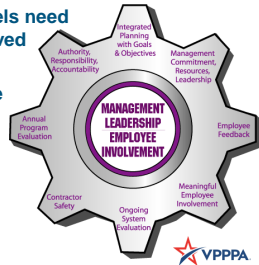 els need
ved
e
Integrated
Planning
with Goals
& Objectives
Authority,
Responsibility,
Accountability
Management
Commitment,
Resources,
Leadership
MANAGEMENT
LEADERSHIP
EMPLOYEE
INVOLVEMENT
Annual
Program
Evaluation
Employee
Feedback
Contractor
Safety
Meaningful
Employee
Involvement
Ongoing
System
Evaluation
VPPPA